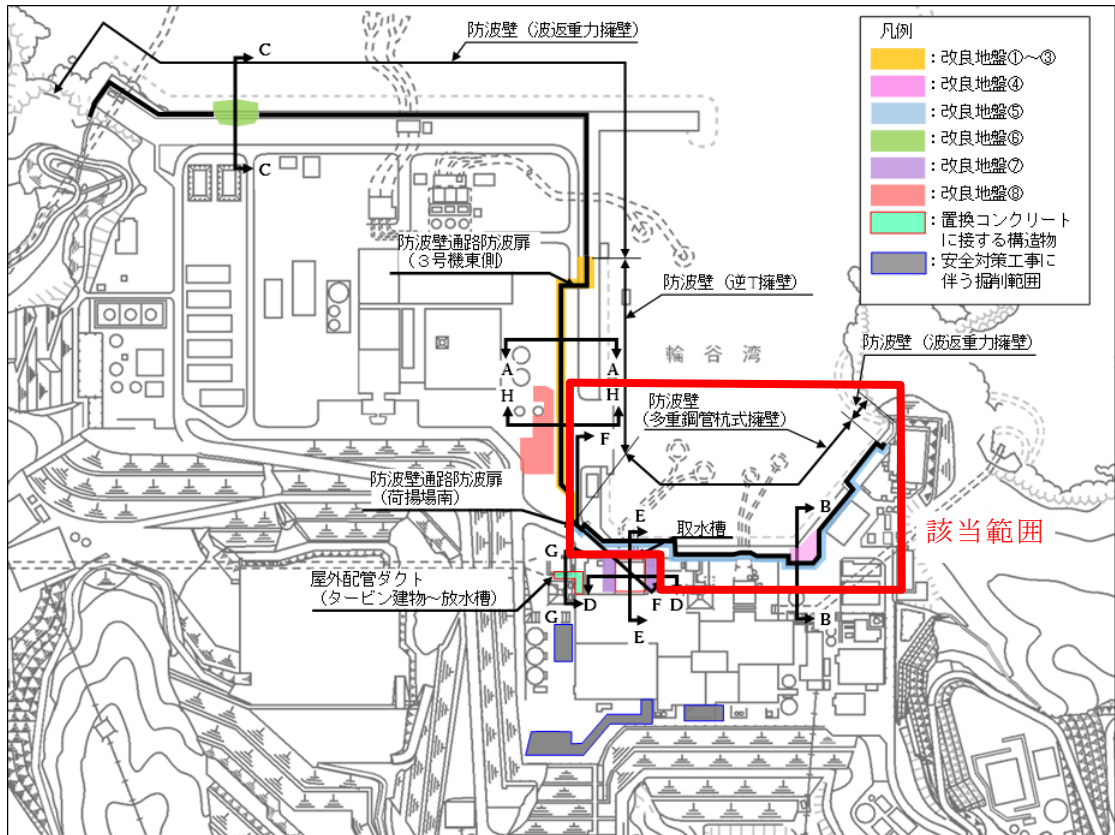 防波壁（波返重力擁壁）
C
C
凡例
：改良地盤①～③
：改良地盤④
：改良地盤⑤
：改良地盤⑥
：改良地盤⑦
：改良地盤⑧
：置換コンクリート
に接する構造物
：安全対策工事に
伴う掘削範囲
防波壁通路防波扉
（３号機東側）
防波壁（逆T擁壁）
防波壁（波返重力擁壁）
輪谷湾
A
A
H
H
防波壁
（多重鋼管杭式擁壁）
F
防波壁通路防波扉
（荷揚場南）
B
E
取水槽
該当範囲
G
屋外配管ダクト
（タービン建物～放水槽）
D
F
D
G
B
E